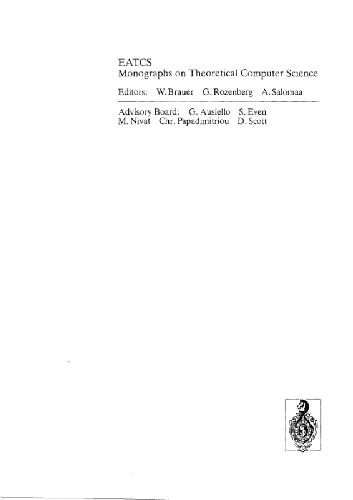 EATCS
Monographs on Theoretical Computer Science
Editors: W. Brauer G. Rozenberg A. Salomaa
Advisory Board: G. Ausiello S. Even
M. Nivat Chr. Papadimitriou D. Scott